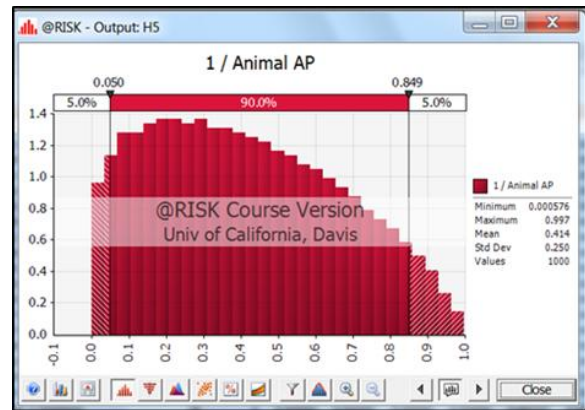 @RISK - Output: H5
1 / Animal AP
0.050 0.849
5.0% 90.0% 5.0%
1.4
1.2
1.0
0.8
0.6
0.4
0.2
0.0
@RISK Course Version
Univ of California, Davis
-0.1 0.0 0.1 0.2 0.3 0.4 0.5 0.6 0.7 0.8 0.9 1.0
1 / Animal AP
Minimum 0.000576
Maximum 0.997
Mean 0.414
Std Dev 0.250
Values 1000
Close